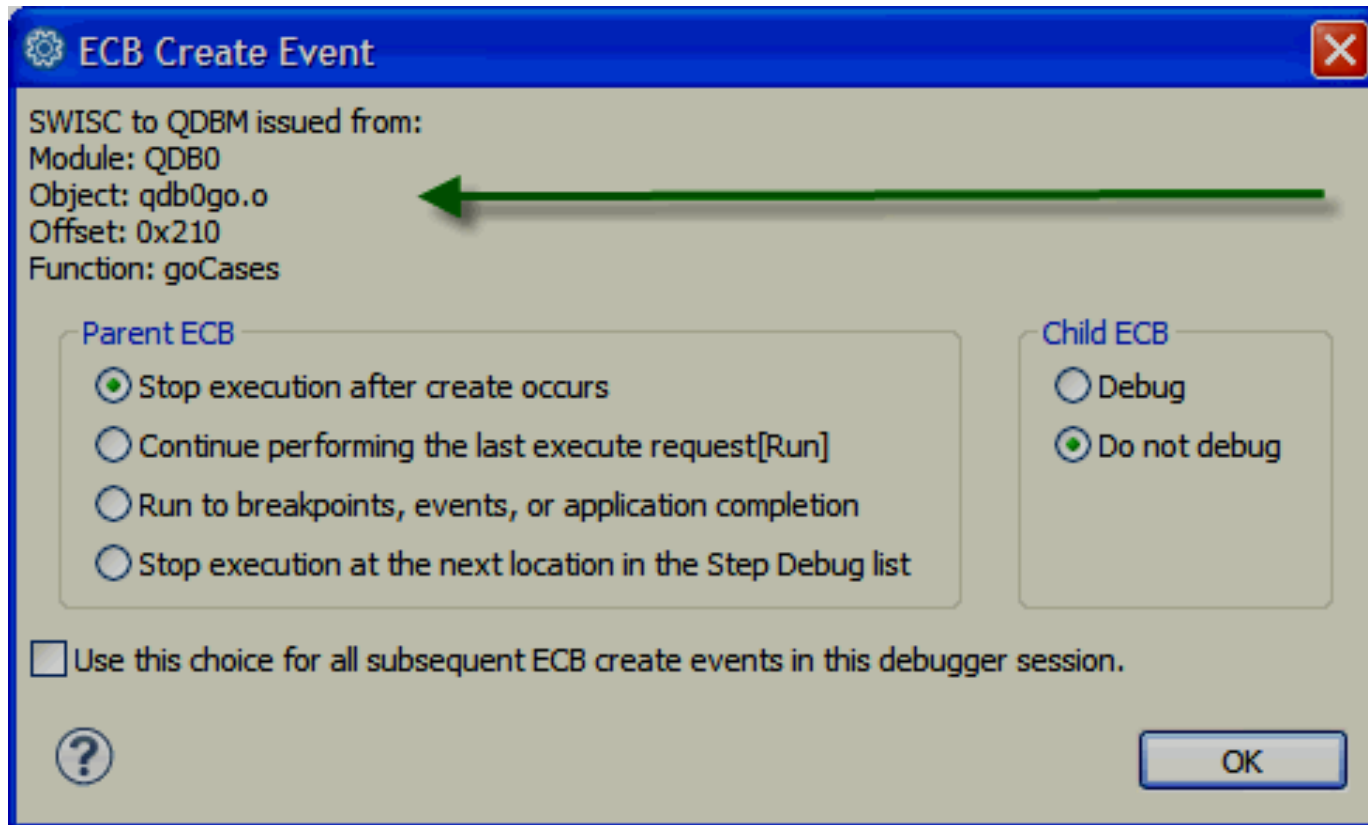 ECB Create Event
SWISC to QDBM issued from:
Module: QDB0
Object: qdb0go.o
Offset: 0x210
Function: goCases
Parent ECB
Stop execution after create occurs
Continue performing the last execute request[Run]
Run to breakpoints, events, or application completion
Stop execution at the next location in the Step Debug list
Child ECB
Debug
Do not debug
Use this choice for all subsequent ECB create events in this debugger session.
?
OK